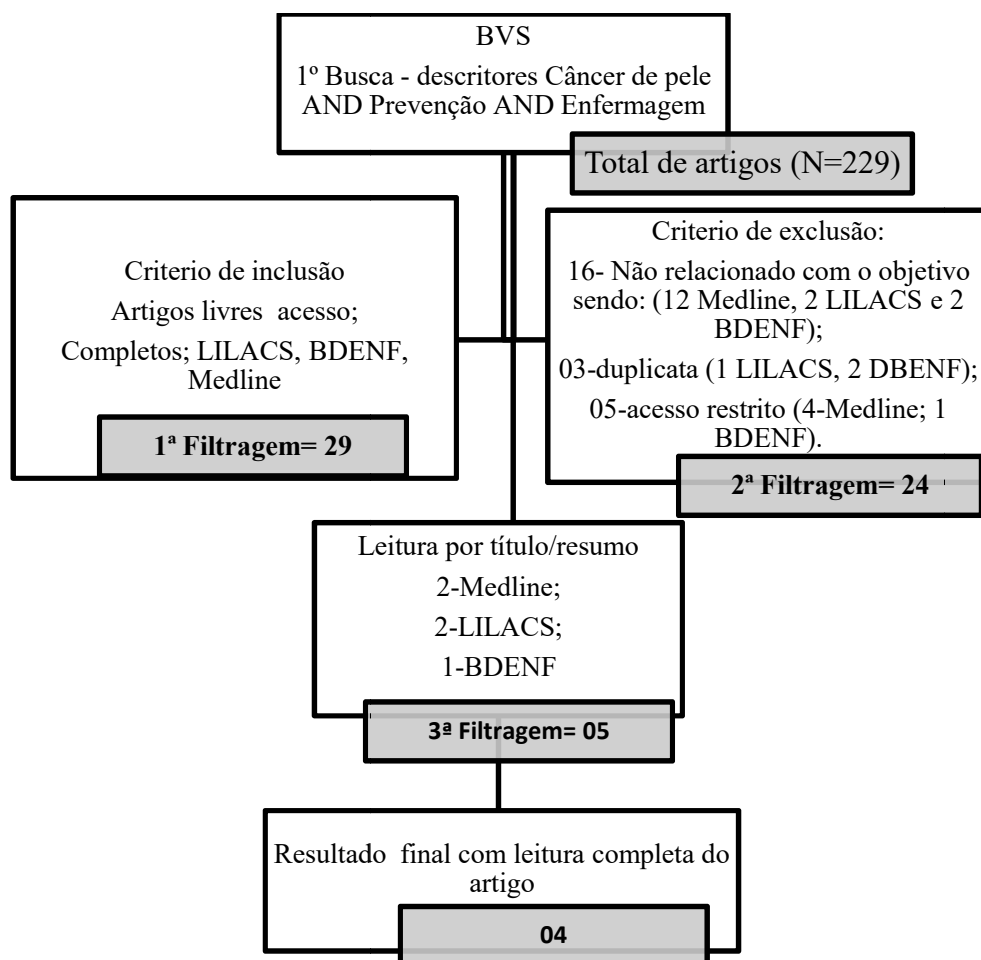 BVS
1º Busca - descritores Câncer de pele
AND Prevenção AND Enfermagem
Total de artigos (N=229)
Criterio de inclusão
Artigos livres acesso;
Completos; LILACS, BDENF,
Medline
1ª Filtragem= 29
Criterio de exclusão:
16- Não relacionado com o objetivo
sendo: (12 Medline, 2 LILACS e 2
BDENF);
03-duplicata (1 LILACS, 2 DBENF);
05-acesso restrito (4-Medline; 1
BDENF).
2ª Filtragem= 24
Leitura por título/resumo
2-Medline;
2-LILACS;
1-BDENF
3ª Filtragem= 05
Resultado final com leitura completa do
artigo
04